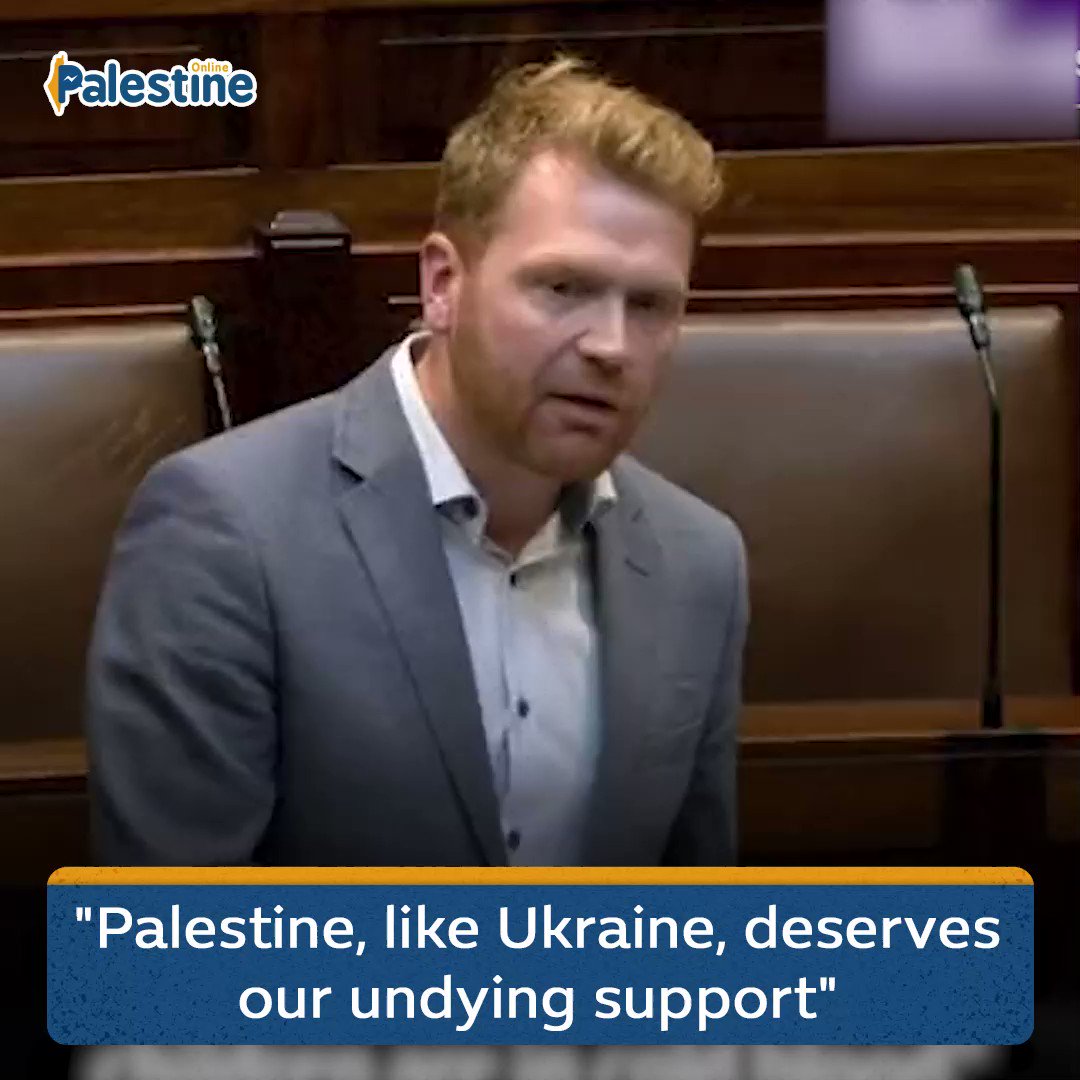 Online
Palestine
"Palestine, like Ukraine, deserves
our undying support"